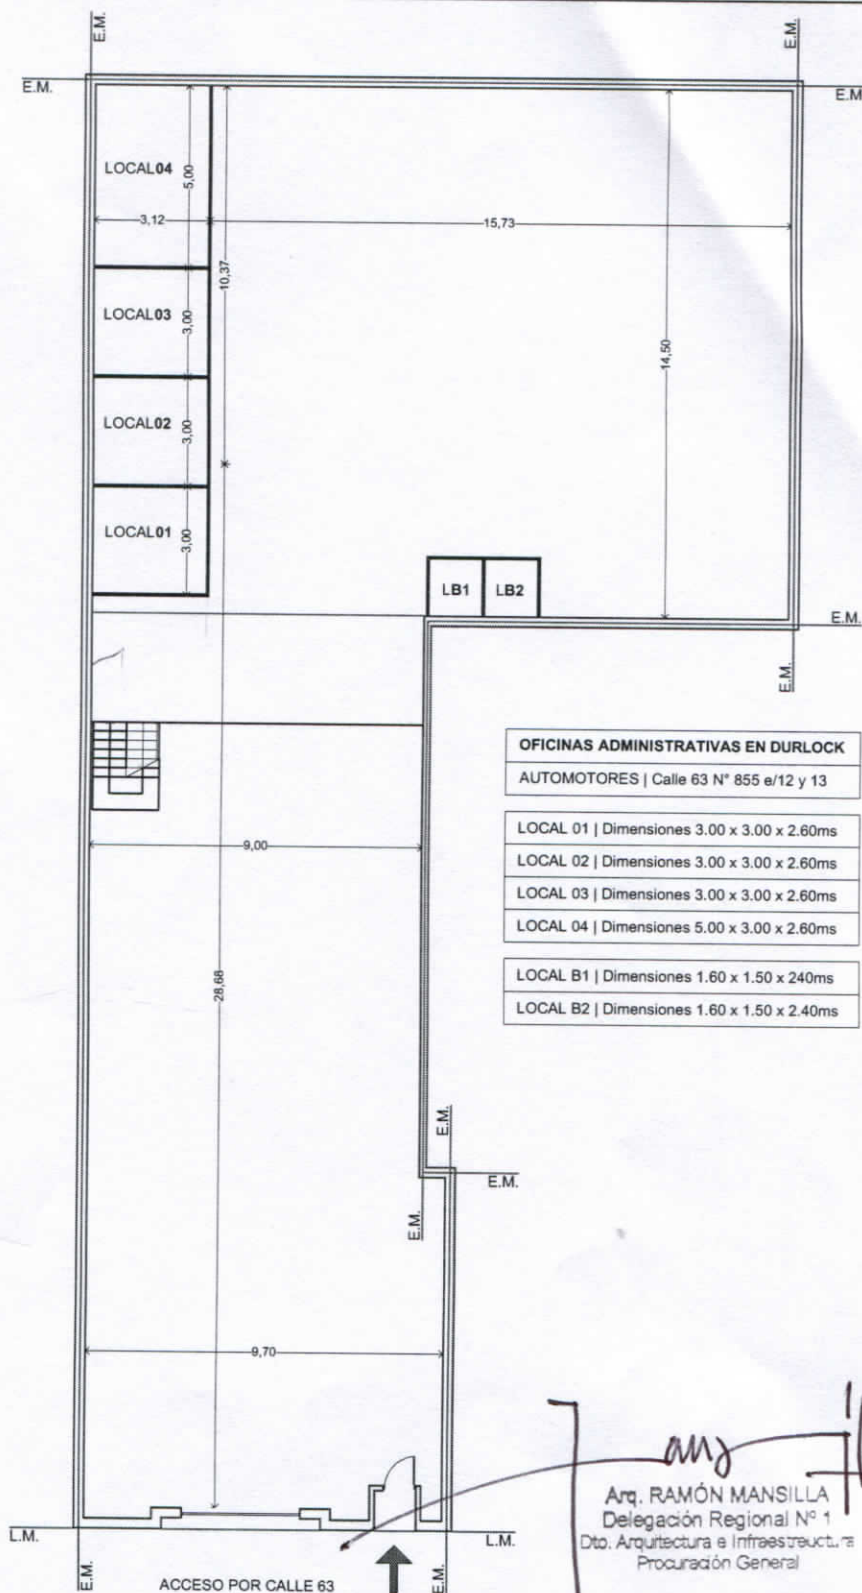 E.M.
E.M.
E.M.
E.M.
LOCAL04
5,00
3,12
15,73
10,37
LOCAL03
3,00
14,50
LOCAL02
3,00
LOCAL01
3,00
LB1
LB2
E.M.
E.M.
OFICINAS ADMINISTRATIVAS EN DURLOCK
AUTOMOTORES | Calle 63 N° 855 e/12 y 13
LOCAL 01 | Dimensiones 3.00 x 3.00 x 2.60ms
LOCAL 02 | Dimensiones 3.00 x 3.00 x 2.60ms
LOCAL 03 | Dimensiones 3.00 x 3.00 x 2.60ms
LOCAL 04 | Dimensiones 5.00 x 3.00 x 2.60ms
LOCAL B1 | Dimensiones 1.60 x 1.50 x 240ms
LOCAL B2 | Dimensiones 1.60 x 1.50 x 2.40ms
9,00
28,68
E.M.
E.M.
E.M.
9,70
Arq. RAMÓN MANSILLA
Delegación Regional Nº 1
Dto. Arquitectura e Infraestructura
Procuración General
L.M.
L.M.
E.M.
E.M.
ACCESO POR CALLE 63